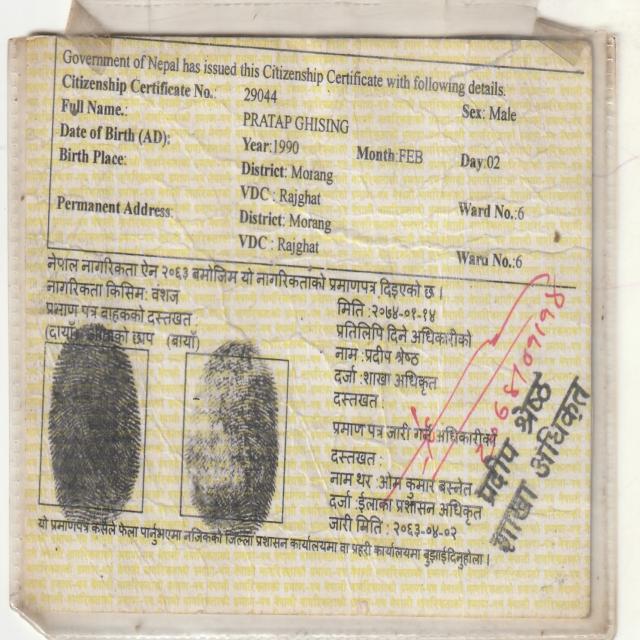 Government of Nepal has issued this Citizenship Certificate with following details.
Citizenship Certificate No.: 29044 Sex: Male
Full Name.: PRATAP GHISING
Date of Birth (AD): Year:1990 Month:FEB Day:02
Birth Place: District: Morang
VDC : Rajghat Ward No.:6
Permanent Address: District: Morang
VDC : Rajghat Ward No.:6
नेपाल नागरिकता ऐन २०६३ बमोजिम यो नागरिकताको प्रमाणपत्र दिइएको छ ।
नागरिकता किसिम: वंशज
मिति :२०७४-०१-१४
प्रमाण पत्र वाहकको दस्तखत :
प्रतिलिपि दिने अधिकारीको
(दायाँ) औंलाको छाप (बायाँ)
नाम :प्रदीप श्रेष्ठ
दर्जा :शाखा अधिकृत
दस्तखत :
प्रमाण पत्र जारी गर्ने अधिकारीको
दस्तखत :
नाम थर :ओम कुमार बस्नेत
दर्जा :ईलाका प्रशासन अधिकृत
जारी मिति : २०६३-०४-०२
यो प्रमाणपत्र कसैले फेला पार्नुभएमा नजिकको जिल्ला प्रशासन कार्यालयमा वा प्रहरी कार्यालयमा बुझाईदिनुहोला ।
प्रदीप श्रेष्ठ
शाखा अधिकृत